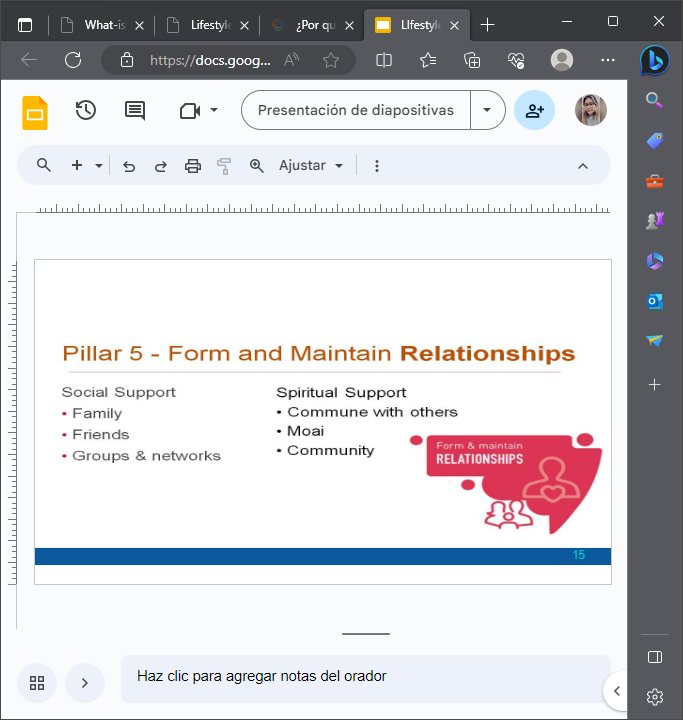 What-is
Lifestyle
¿Por qu
LIfestyle
https://docs.goog...
Presentación de diapositivas
Ajustar
Pillar 5 - Form and Maintain Relationships
Social Support
• Family
• Friends
• Groups & networks
Spiritual Support
• Commune with others
• Moai
• Community
Form & maintain
RELATIONSHIPS
15
Haz clic para agregar notas del orador